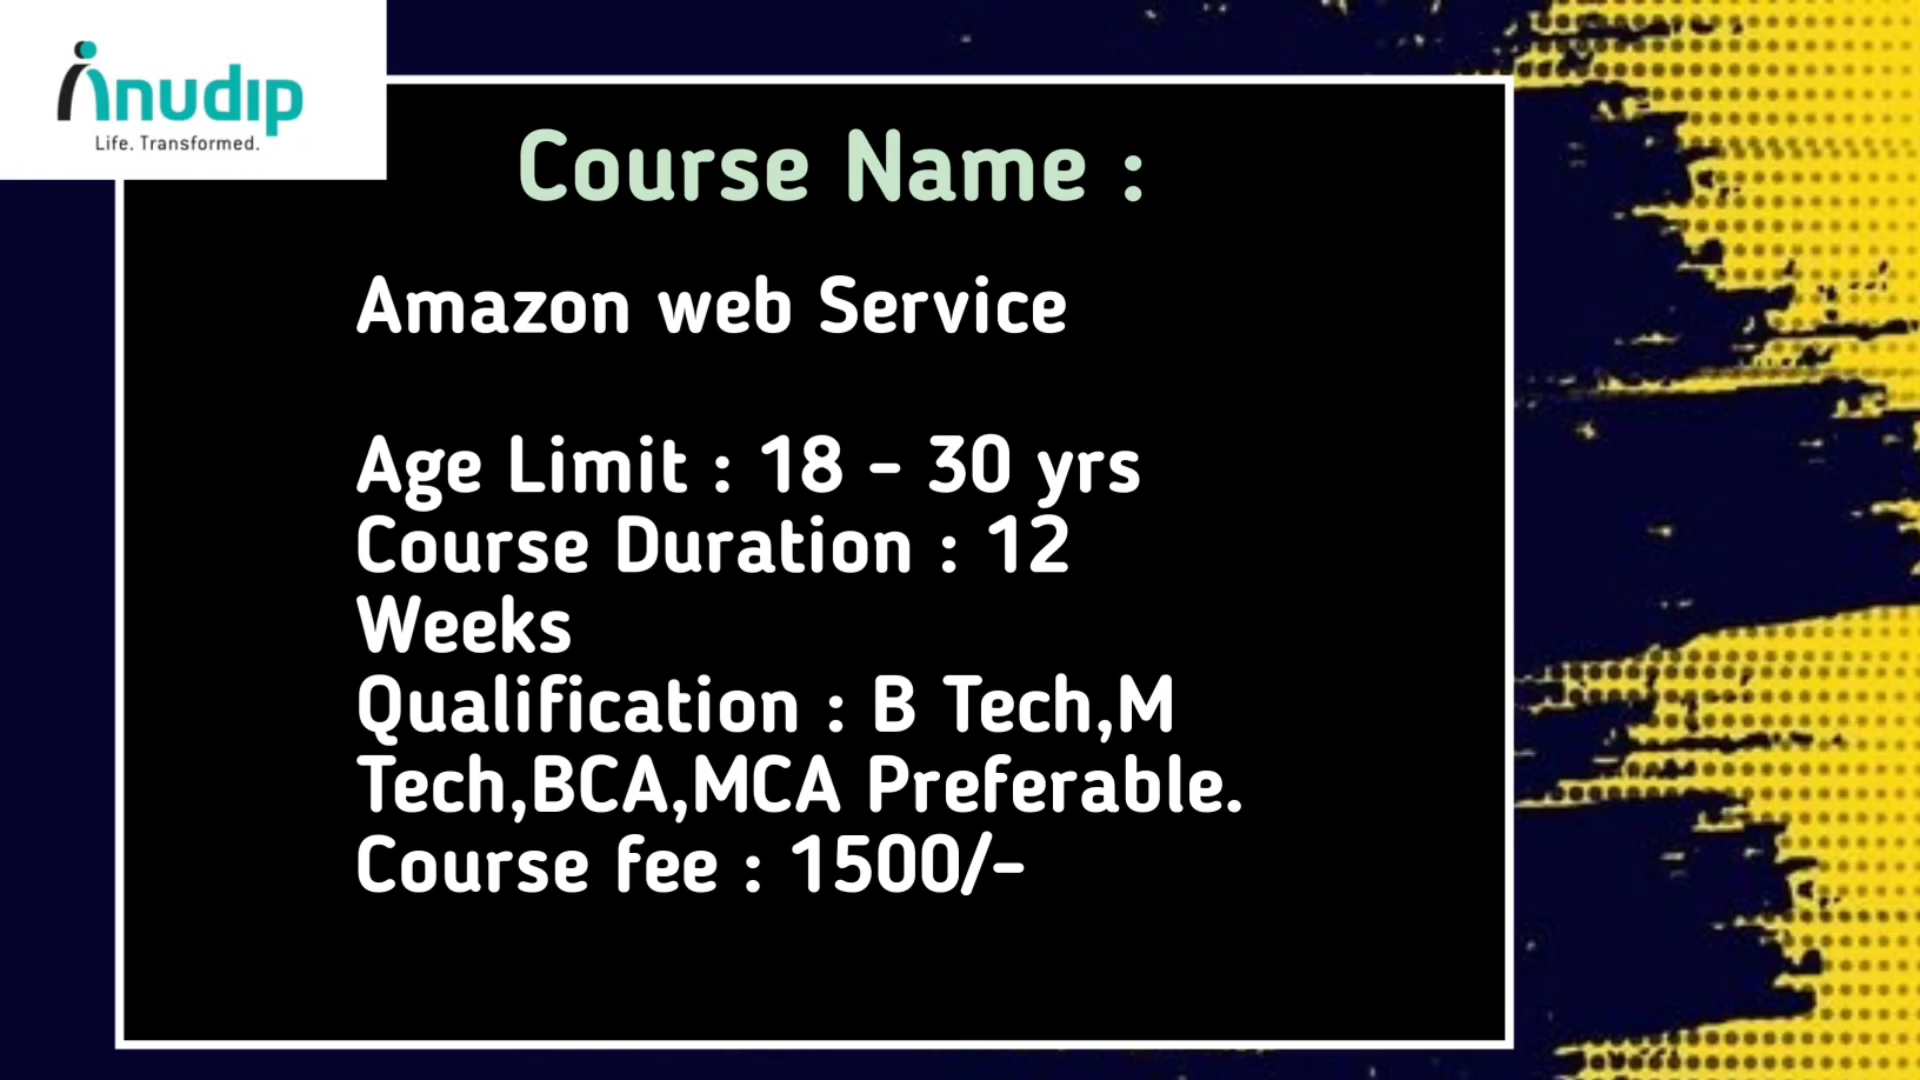 Anudip
Life. Transformed.
Course Name :
Amazon web Service
Age Limit : 18 - 30 yrs
Course Duration : 12
Weeks
Qualification : B Tech,M
Tech,BCA,MCA Preferable.
Course fee : 1500/-